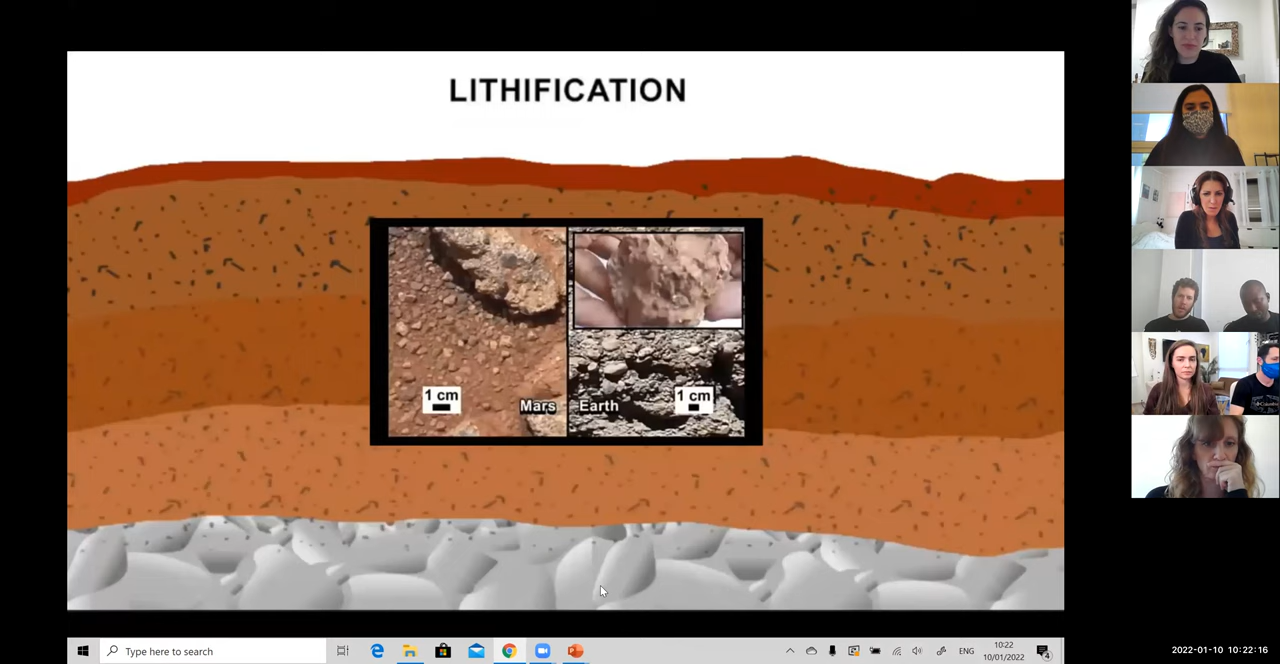 LITHIFICATION
1 cm
Mars
Earth
1 cm
Type here to search
ENG
10:22
10/01/2022
4
2022-01-10 10:22:16